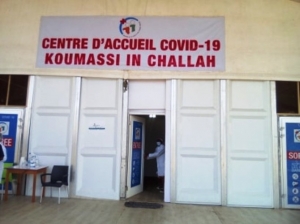 CENTRE D'ACCUEIL COVID-19
KOUMASSI IN CHALLAH